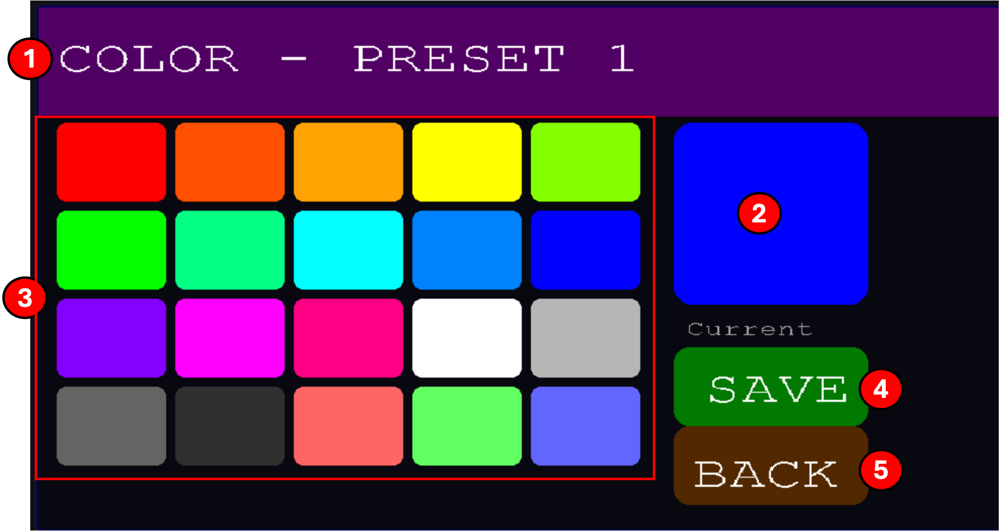 1 COLOR - PRESET 1
2
3
Current
SAVE 4
BACK 5